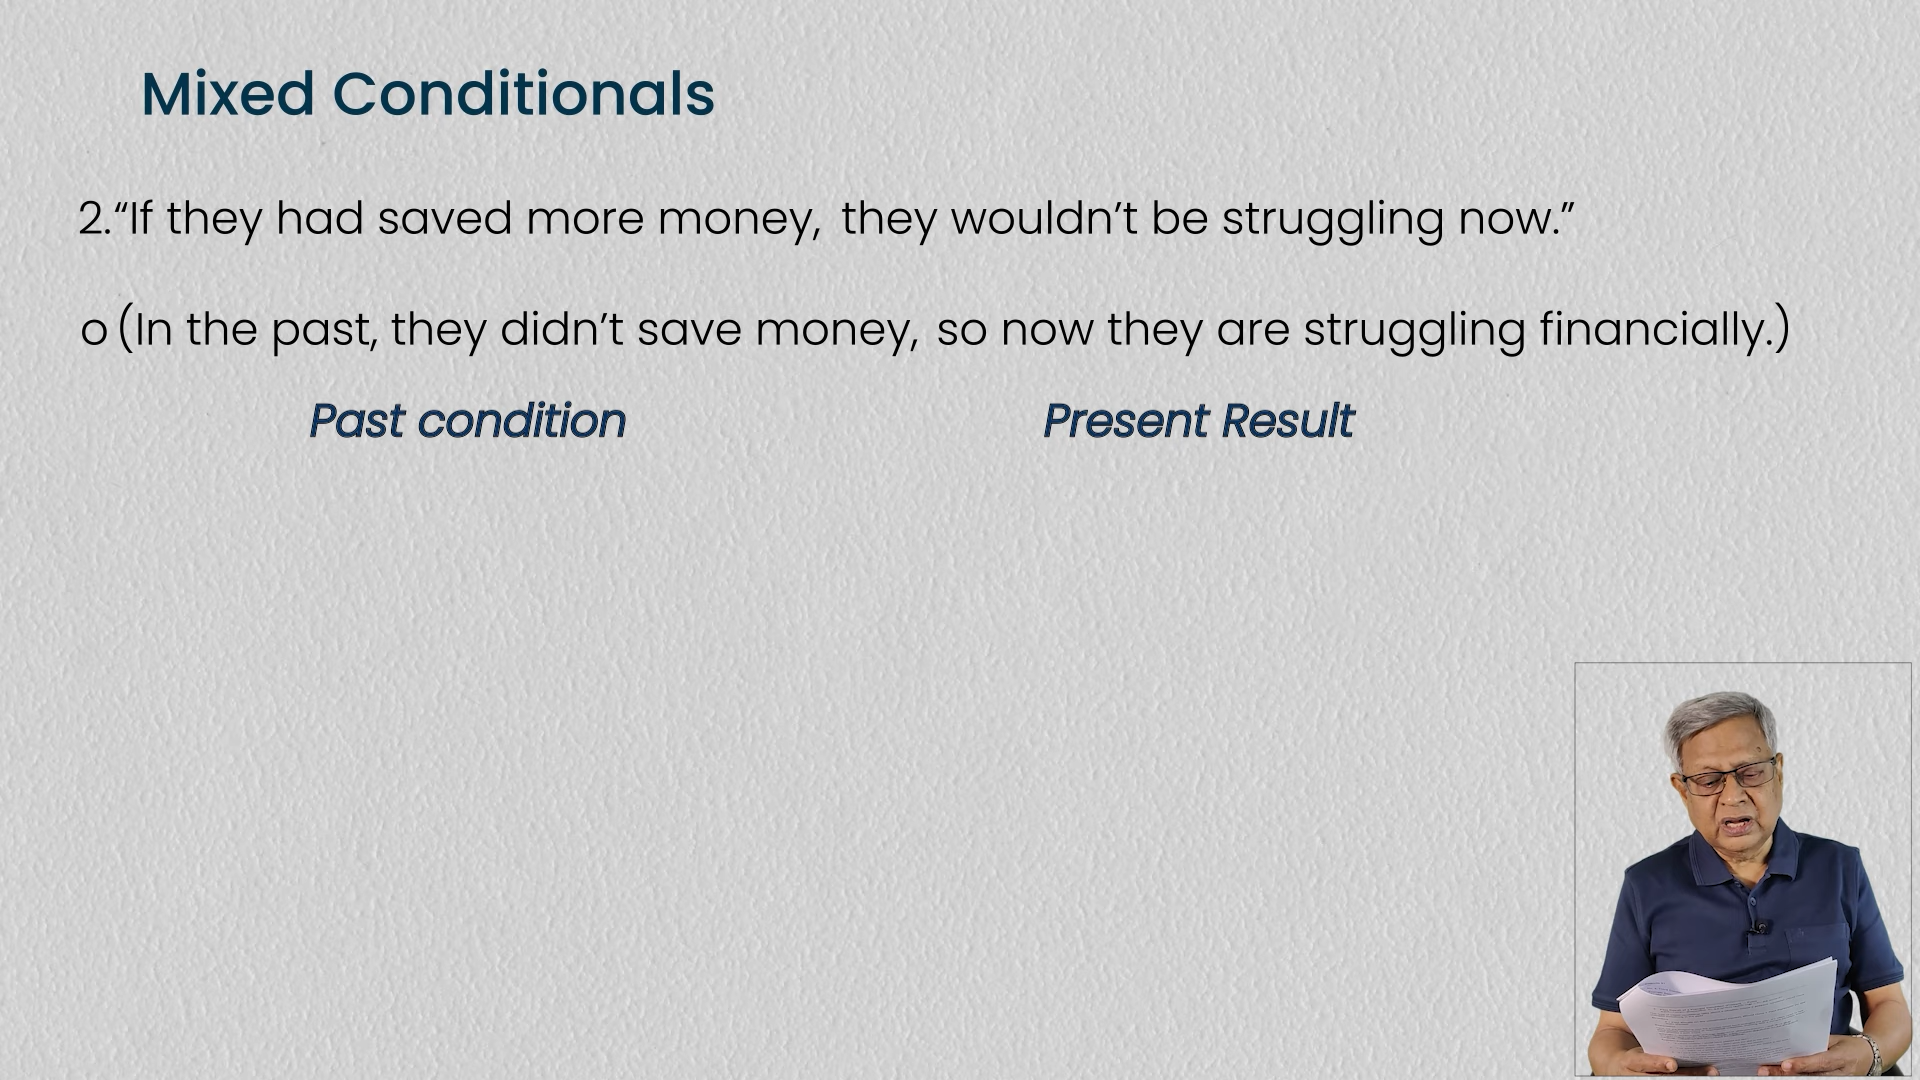 Mixed Conditionals
2.“If they had saved more money, they wouldn’t be struggling now.”
o (In the past, they didn’t save money, so now they are struggling financially.)
Past condition
Present Result